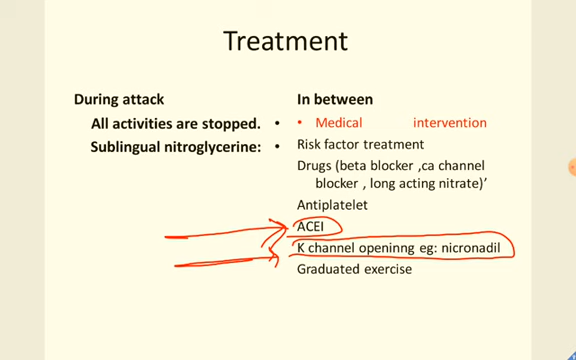 Treatment
During attack
All activities are stopped. •
Sublingual nitroglycerine: •
In between
• Medical intervention
Risk factor treatment
Drugs (beta blocker ,ca channel
blocker , long acting nitrate)’
Antiplatelet
ACEI
K channel openinng eg: nicronadil
Graduated exercise